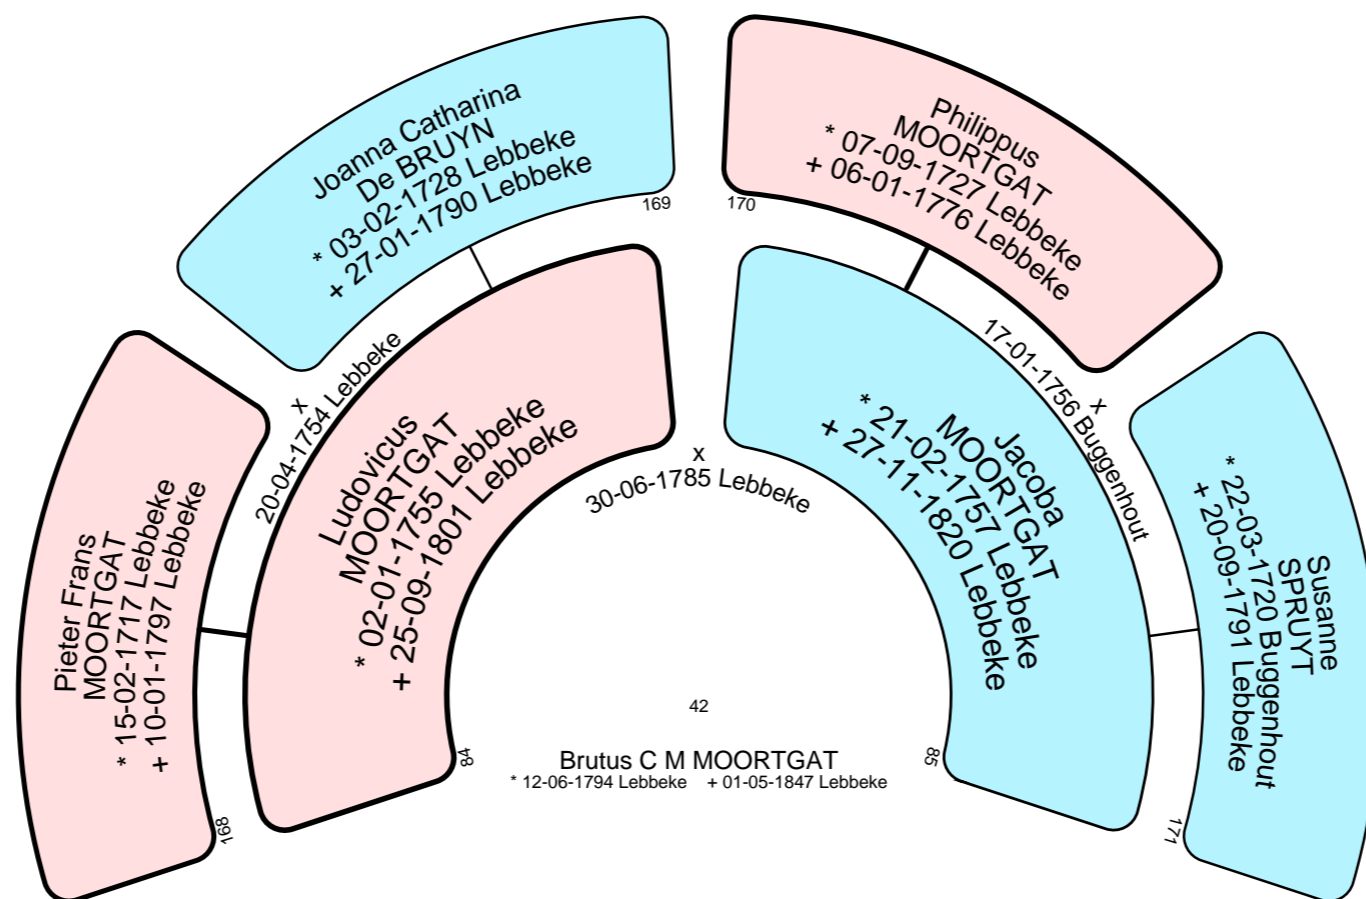 Joanna Catharina
De BRUYN
* 03-02-1728 Lebbeke
+ 27-01-1790 Lebbeke
169
Philippus
MOORTGAT
* 07-09-1727 Lebbeke
+ 06-01-1776 Lebbeke
170
Pieter Frans
MOORTGAT
* 15-02-1717 Lebbeke
+ 10-01-1797 Lebbeke
168
x
20-04-1754 Lebbeke
Ludovicus
MOORTGAT
* 02-01-1755 Lebbeke
+ 25-09-1801 Lebbeke
84
x
30-06-1785 Lebbeke
Jacoba
MOORTGAT
* 21-02-1757 Lebbeke
+ 27-11-1820 Lebbeke
85
x
17-01-1756 Buggenhout
Susanne
SPRUYT
* 22-03-1720 Buggenhout
+ 20-09-1791 Lebbeke
171
42
Brutus C M MOORTGAT
* 12-06-1794 Lebbeke + 01-05-1847 Lebbeke